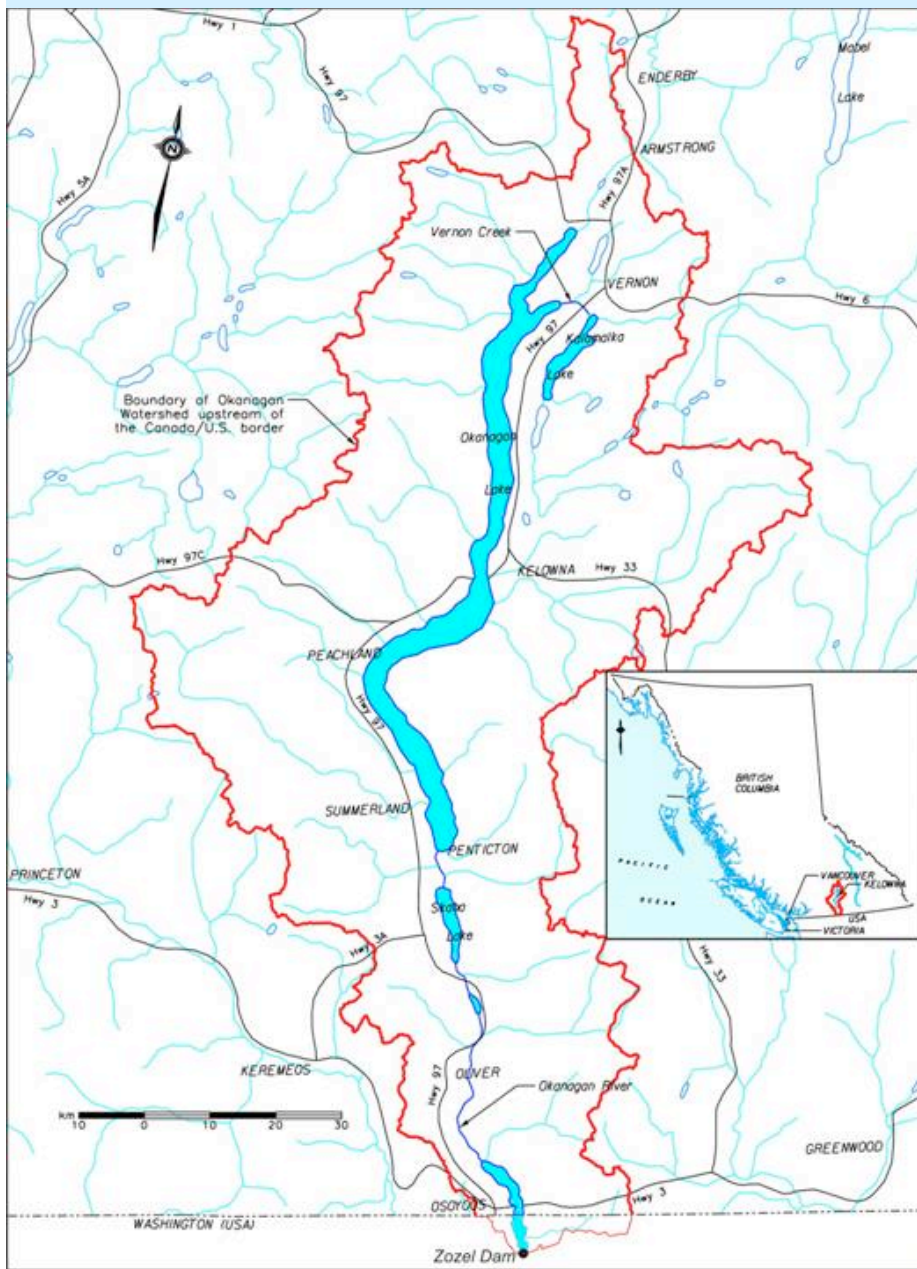 Hwy 1
Hwy 97
Mabel
Lake
ENDERBY
ARMSTRONG
N
Hwy 5A
Hwy 97A
Vernon Creek
VERNON
Hwy 6
Hwy 97
Kalamalka
Lake
Boundary of Okanagan
Watershed upstream of
the Canada/U.S. border
Okanagan
Lake
Hwy 97C
KELOWNA
Hwy 33
PEACHLAND
Hwy 97
BRITISH
COLUMBIA
SUMMERLAND
PENTICTON
PACIFIC
OCEAN
VANCOUVER
KELOWNA
USA
VICTORIA
PRINCETON
Hwy 3
Skaha
Lake
Hwy 3A
Hwy 33
KEREMEOS
OLIVER
Hwy 97
Okanagan River
km
10 0 10 20 30
GREENWOOD
OSOYOOS
Hwy 3
WASHINGTON (USA)
Zozel Dam